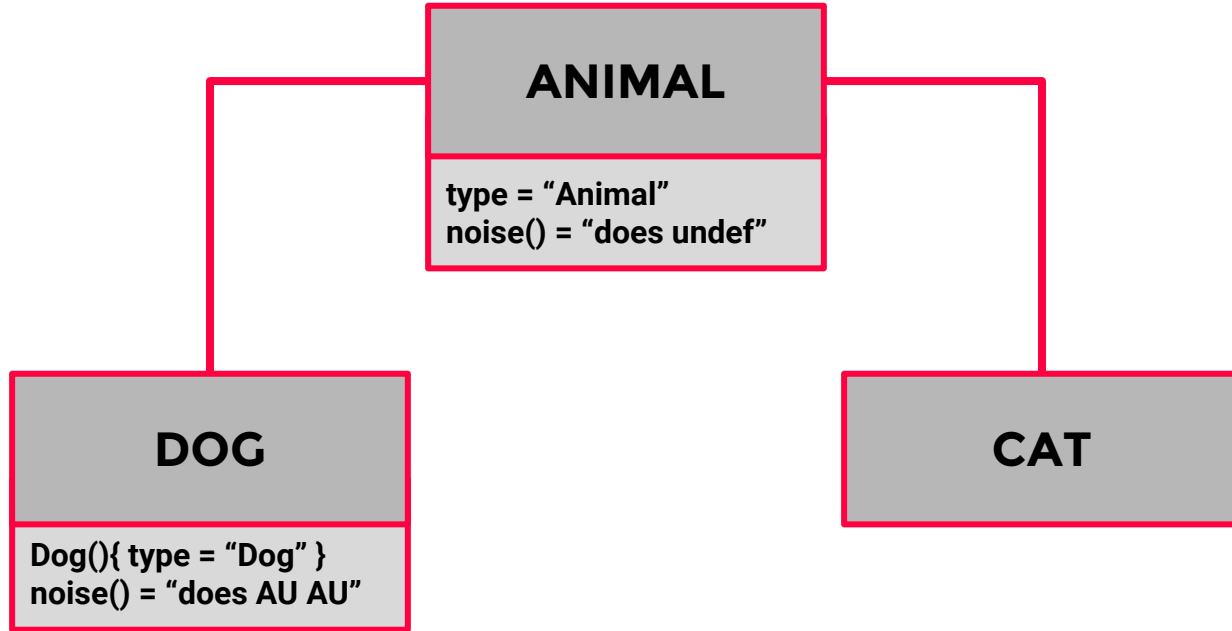 ANIMAL
type = “Animal”
noise() = “does undef”
DOG
CAT
Dog(){ type = “Dog” }
noise() = “does AU AU”